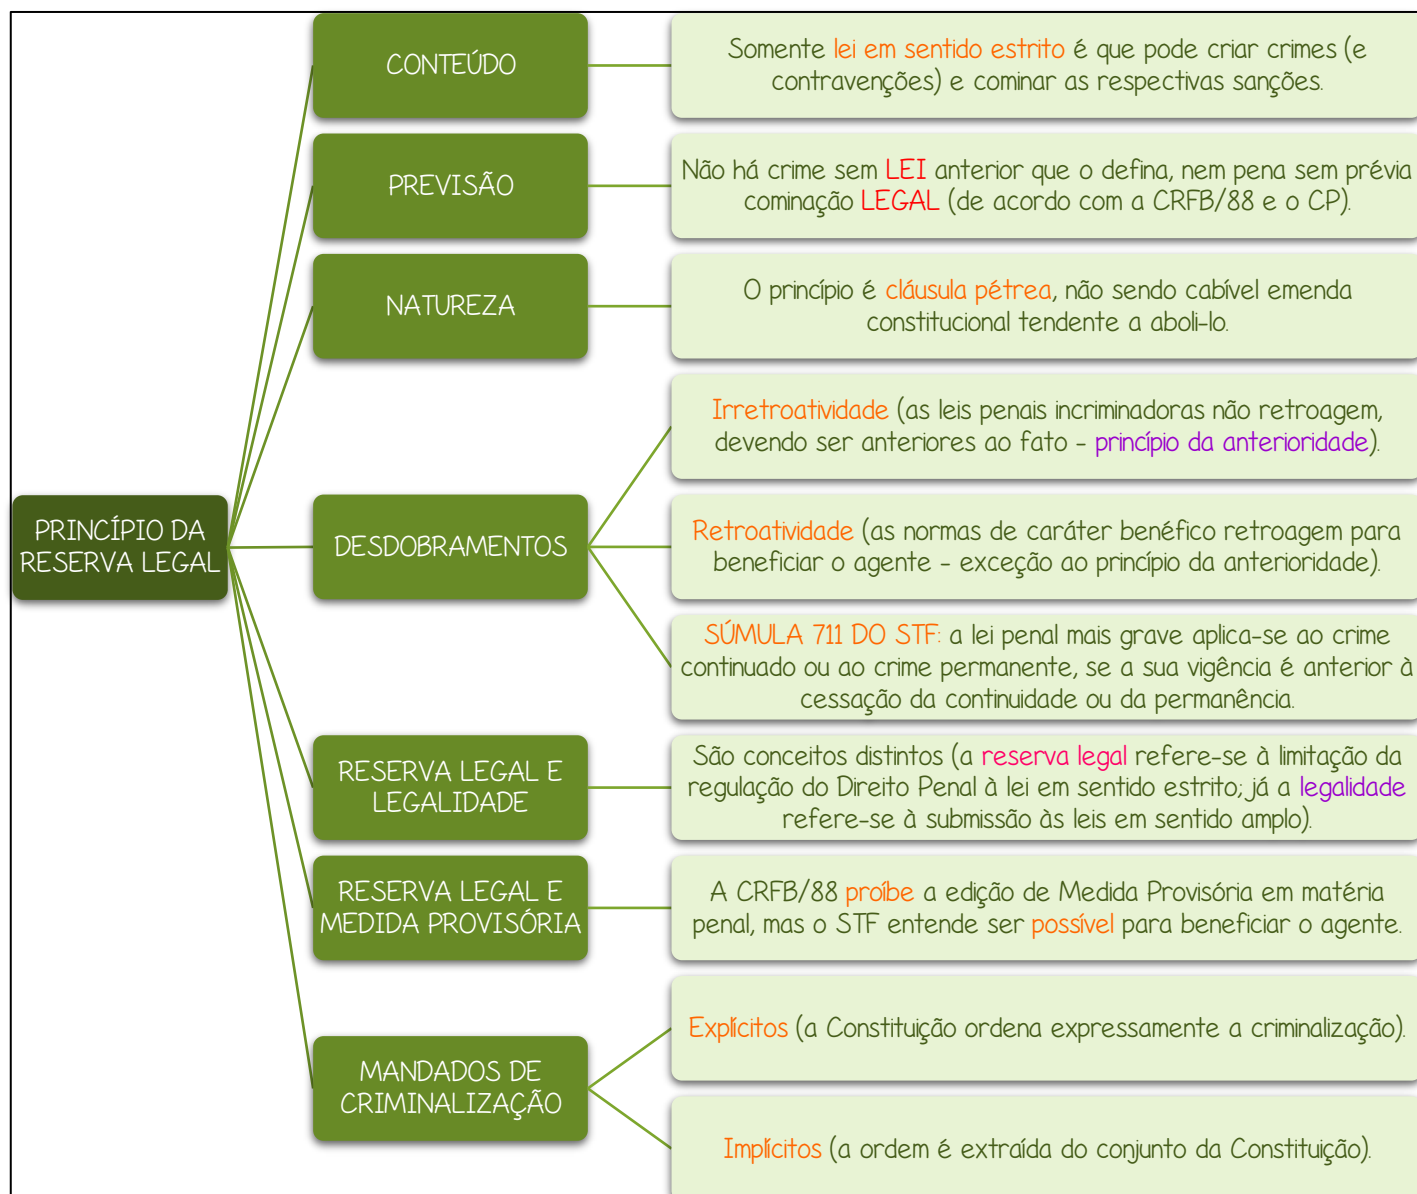 PRINCÍPIO DA
RESERVA LEGAL
CONTEÚDO
Somente lei em sentido estrito é que pode criar crimes (e
contravenções) e cominar as respectivas sanções.
PREVISÃO
Não há crime sem LEI anterior que o defina, nem pena sem prévia
cominação LEGAL (de acordo com a CRFB/88 e o CP).
NATUREZA
O princípio é cláusula pétrea, não sendo cabível emenda
constitucional tendente a aboli-lo.
DESDOBRAMENTOS
Irretroatividade (as leis penais incriminadoras não retroagem,
devendo ser anteriores ao fato - princípio da anterioridade).
Retroatividade (as normas de caráter benéfico retroagem para
beneficiar o agente - exceção ao princípio da anterioridade).
SÚMULA 711 DO STF: a lei penal mais grave aplica-se ao crime
continuado ou ao crime permanente, se a sua vigência é anterior à
cessação da continuidade ou da permanência.
RESERVA LEGAL E
LEGALIDADE
São conceitos distintos (a reserva legal refere-se à limitação da
regulação do Direito Penal à lei em sentido estrito; já a legalidade
refere-se à submissão às leis em sentido amplo).
RESERVA LEGAL E
MEDIDA PROVISÓRIA
A CRFB/88 proíbe a edição de Medida Provisória em matéria
penal, mas o STF entende ser possível para beneficiar o agente.
MANDADOS DE
CRIMINALIZAÇÃO
Explícitos (a Constituição ordena expressamente a criminalização).
Implícitos (a ordem é extraída do conjunto da Constituição).